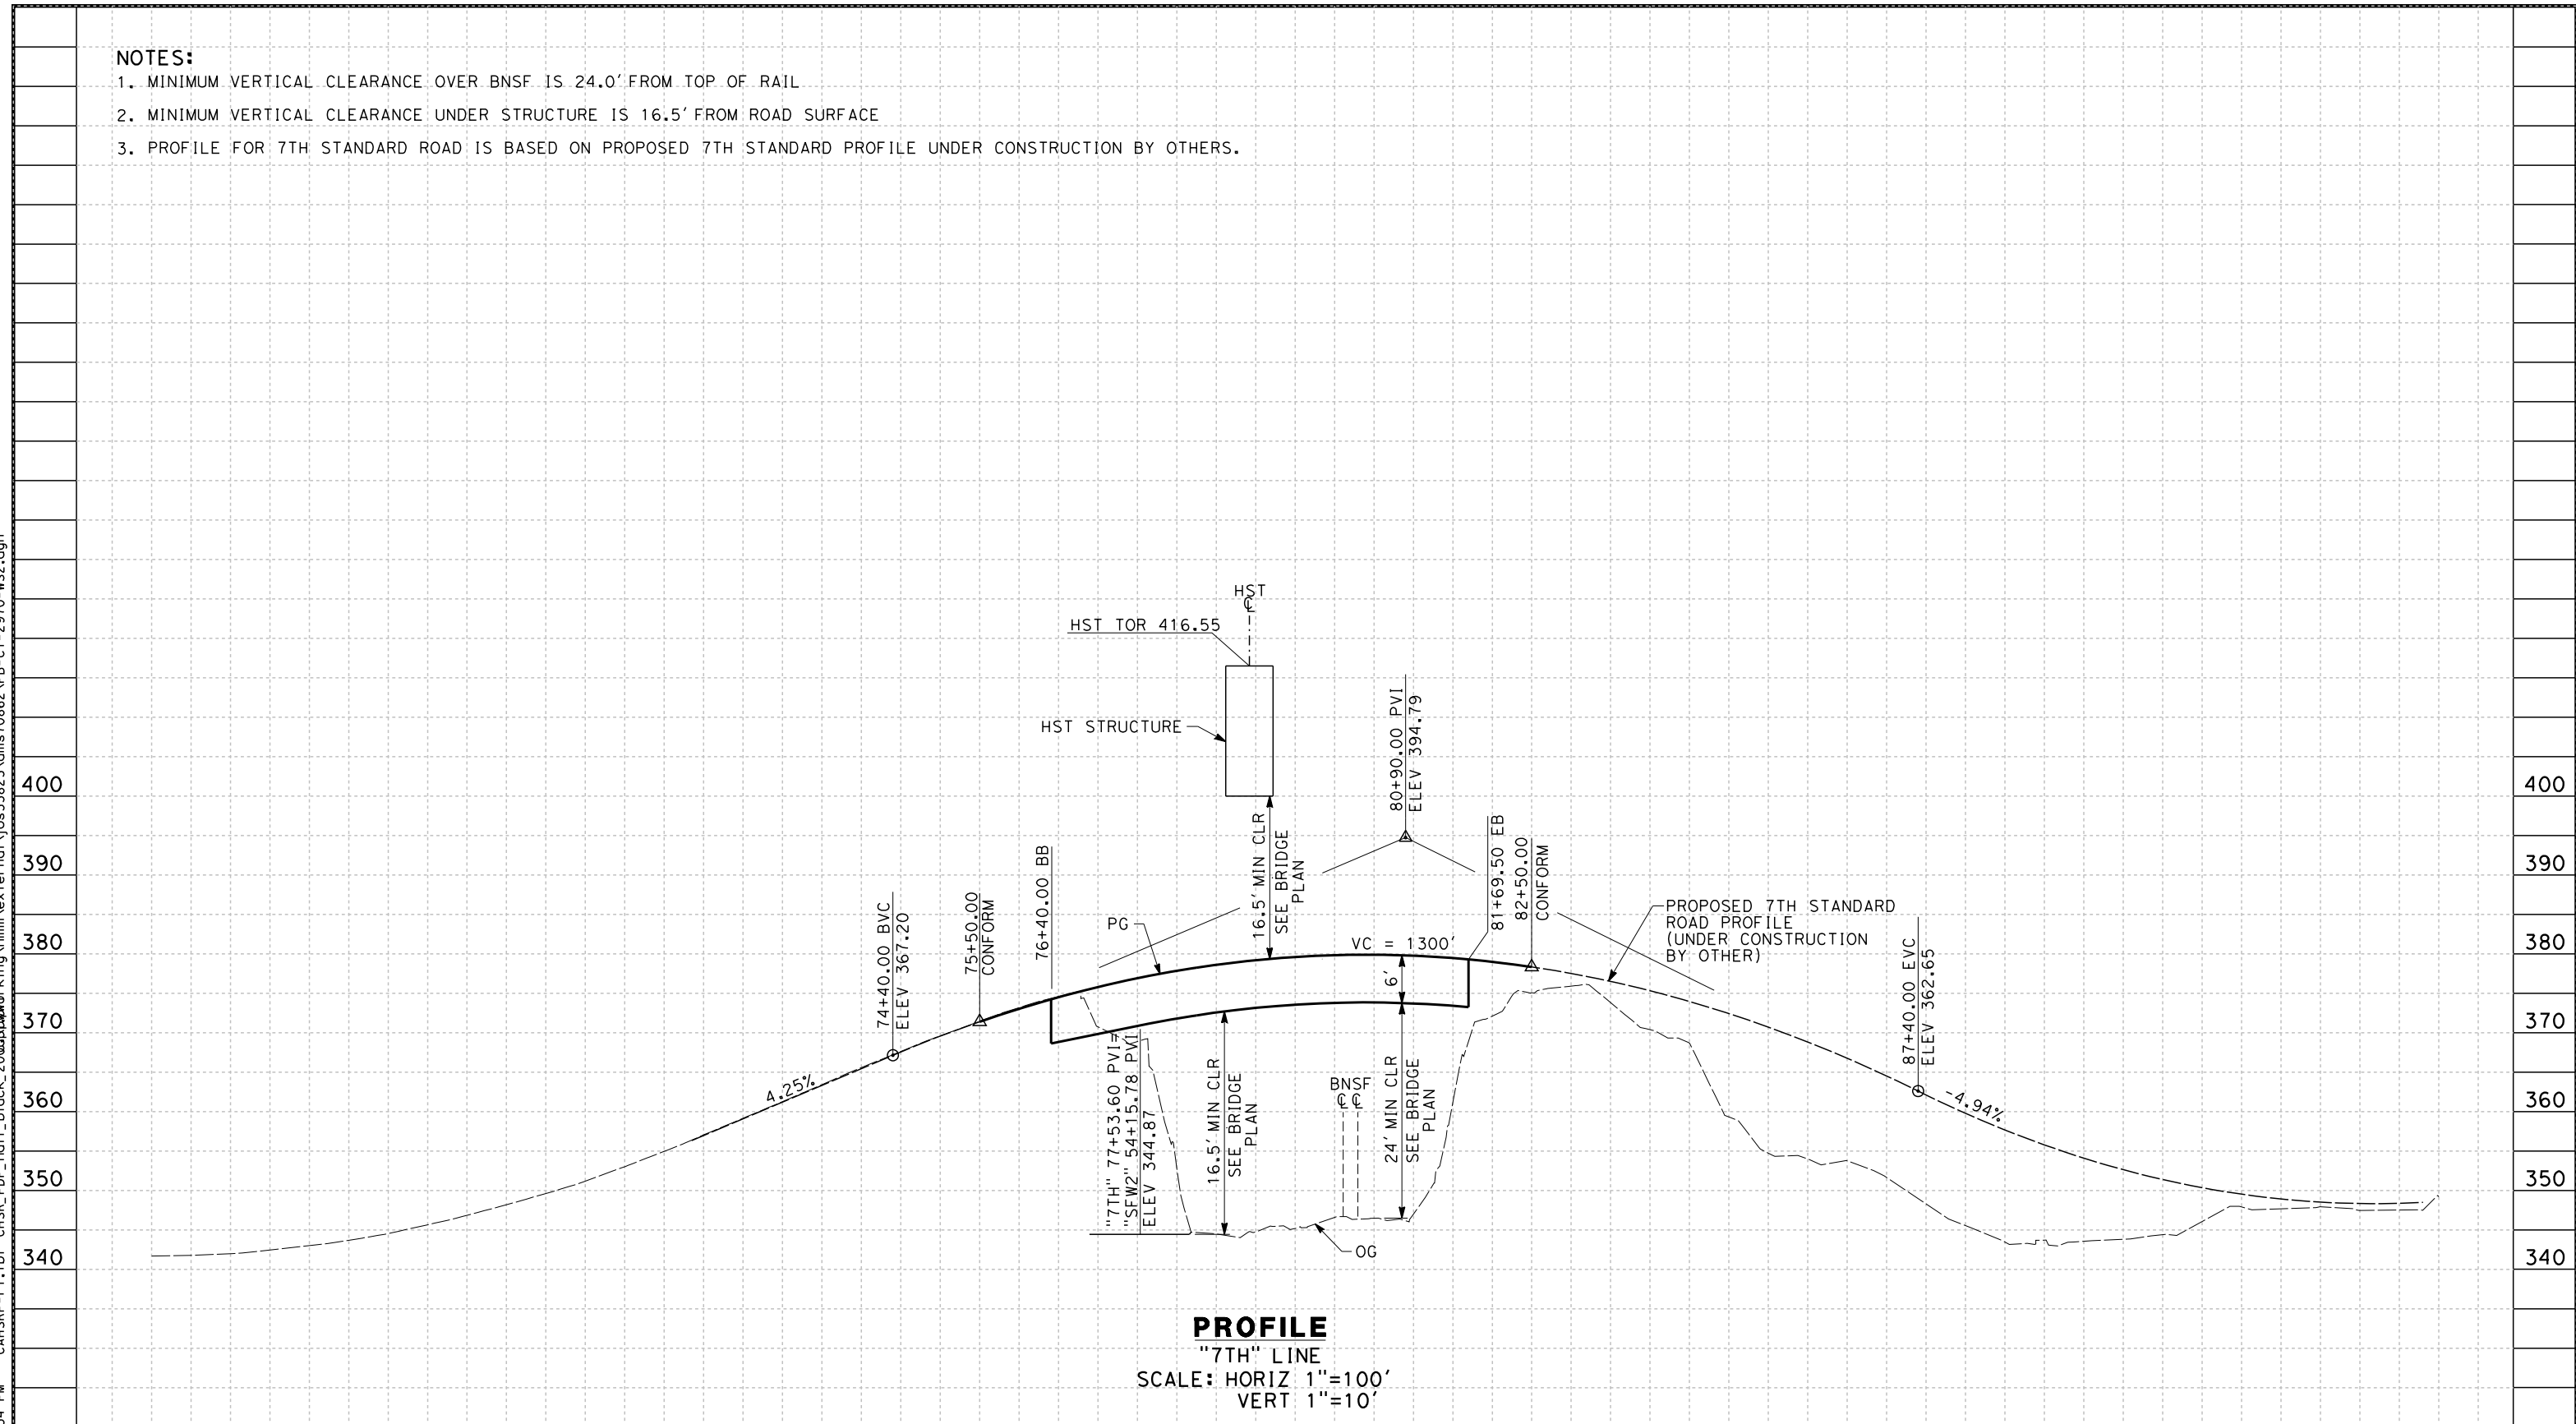 NOTES:
1. MINIMUM VERTICAL CLEARANCE OVER BNSF IS 24.0' FROM TOP OF RAIL
2. MINIMUM VERTICAL CLEARANCE UNDER STRUCTURE IS 16.5' FROM ROAD SURFACE
3. PROFILE FOR 7TH STANDARD ROAD IS BASED ON PROPOSED 7TH STANDARD PROFILE UNDER CONSTRUCTION BY OTHERS.
HST
℄
HST TOR 416.55
HST STRUCTURE
80+90.00 PVI
ELEV 394.79
16.5' MIN CLR
SEE BRIDGE
PLAN
81+69.50 EB
82+50.00
CONFORM
76+40.00 BB
75+50.00
CONFORM
74+40.00 BVC
ELEV 367.20
PG
VC = 1300'
6'
PROPOSED 7TH STANDARD
ROAD PROFILE
(UNDER CONSTRUCTION
BY OTHER)
87+40.00 EVC
ELEV 362.65
4.25%
-4.94%
"7TH" 77+53.60 PVI=
"SFW2" 54+15.78 PVI
ELEV 344.87
16.5' MIN CLR
SEE BRIDGE
PLAN
BNSF
℄ ℄
24' MIN CLR
SEE BRIDGE
PLAN
OG
400
390
380
370
360
350
340
400
390
380
370
360
350
340
PROFILE
"7TH" LINE
SCALE: HORIZ 1"=100'
VERT 1"=10'